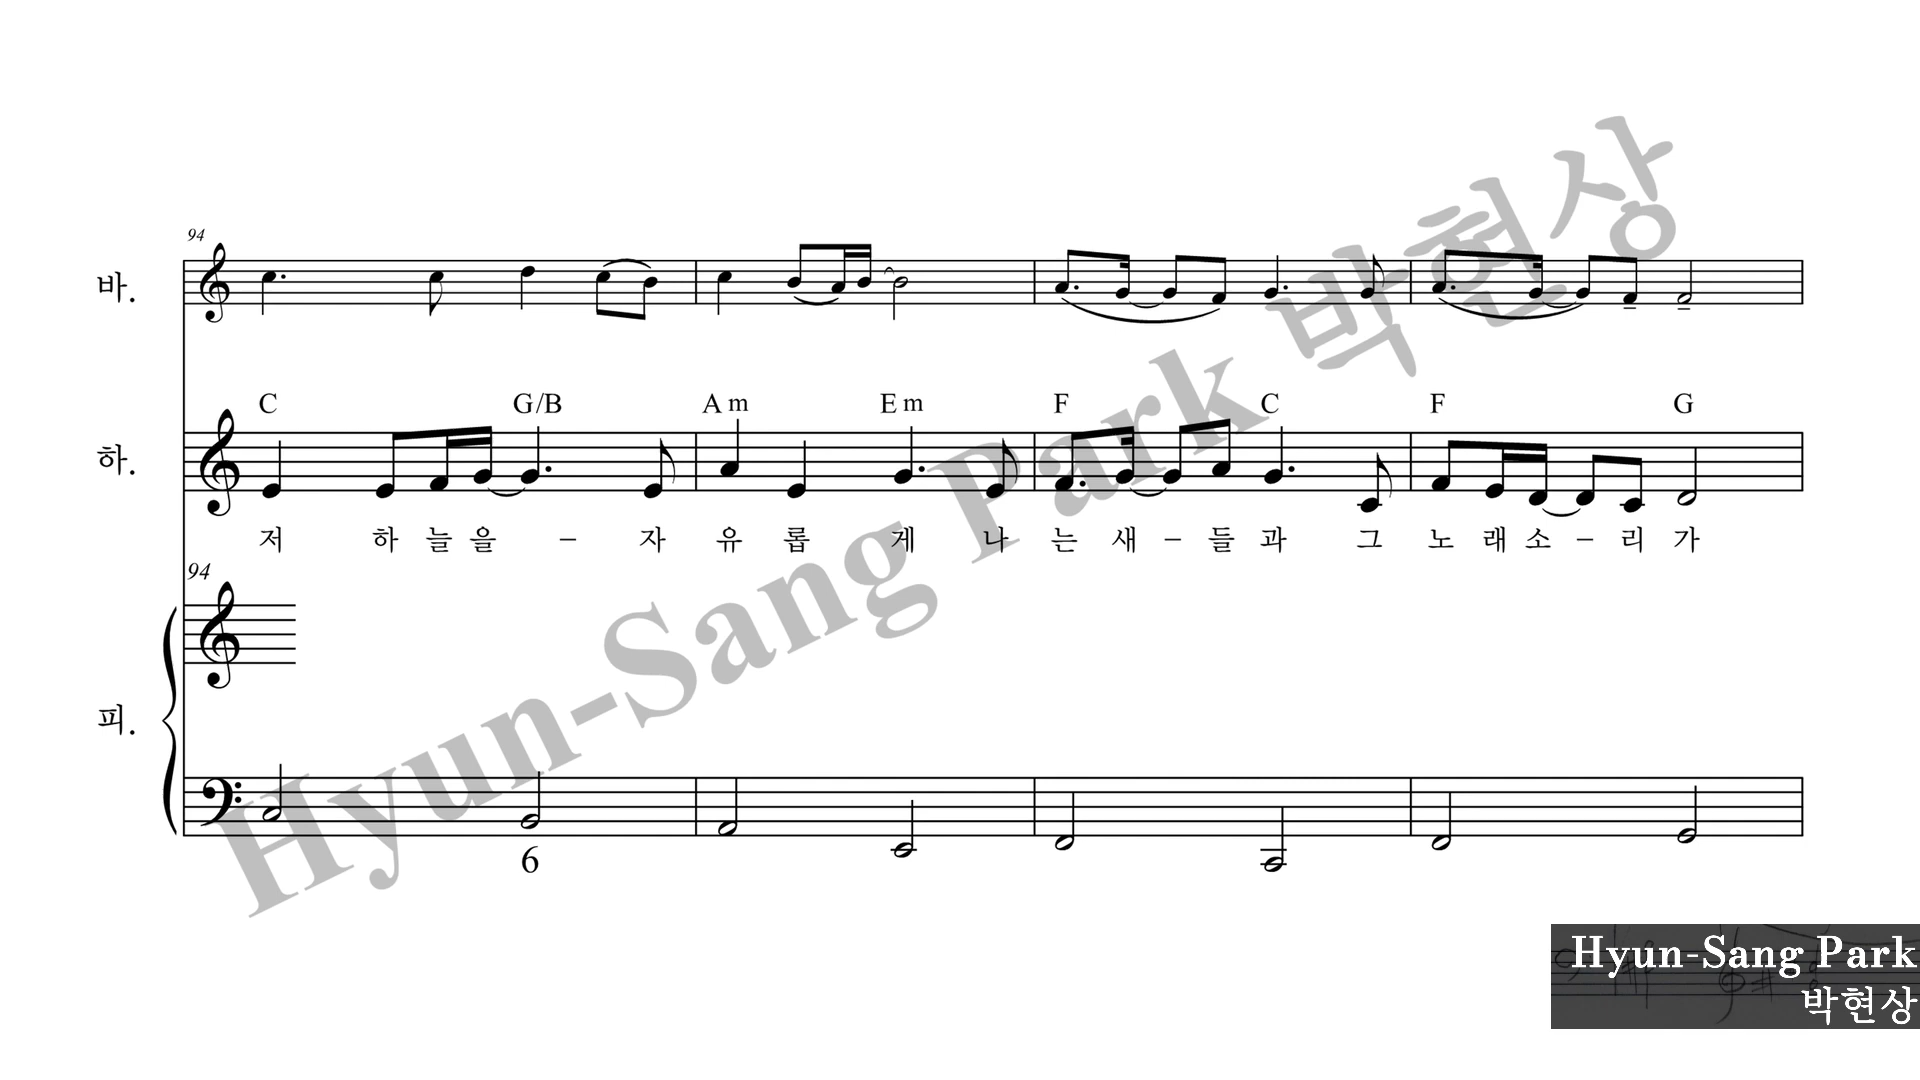 94
바.
C G/B Am Em F C F G
하.
저 하 늘 을 – 자 유 롭 게 나 는 새 – 들 과 그 노 래 소 – 리 가
94
피.
6
Hyun-Sang Park 박현상
Hyun-Sang Park
박현상